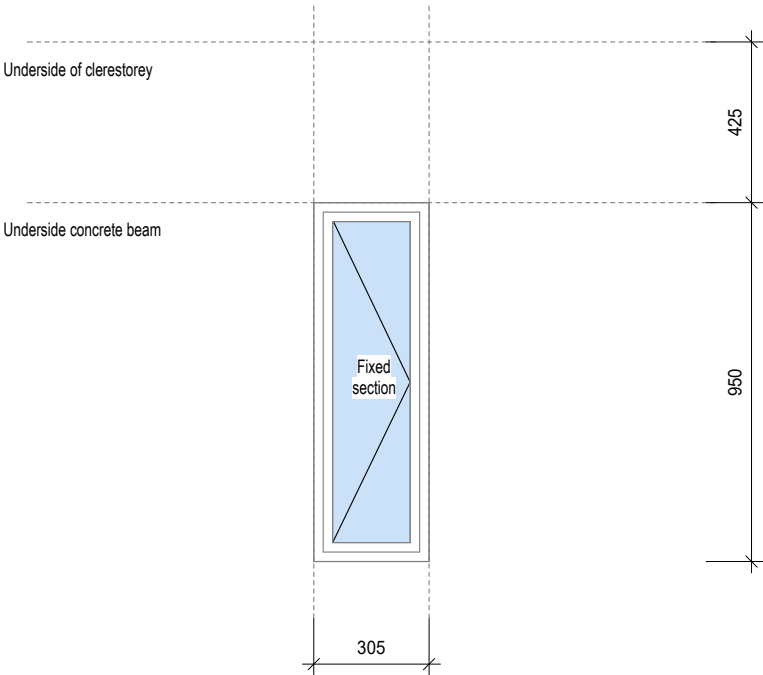 Underside of clerestorey
425
Underside concrete beam
Fixed
section
950
305